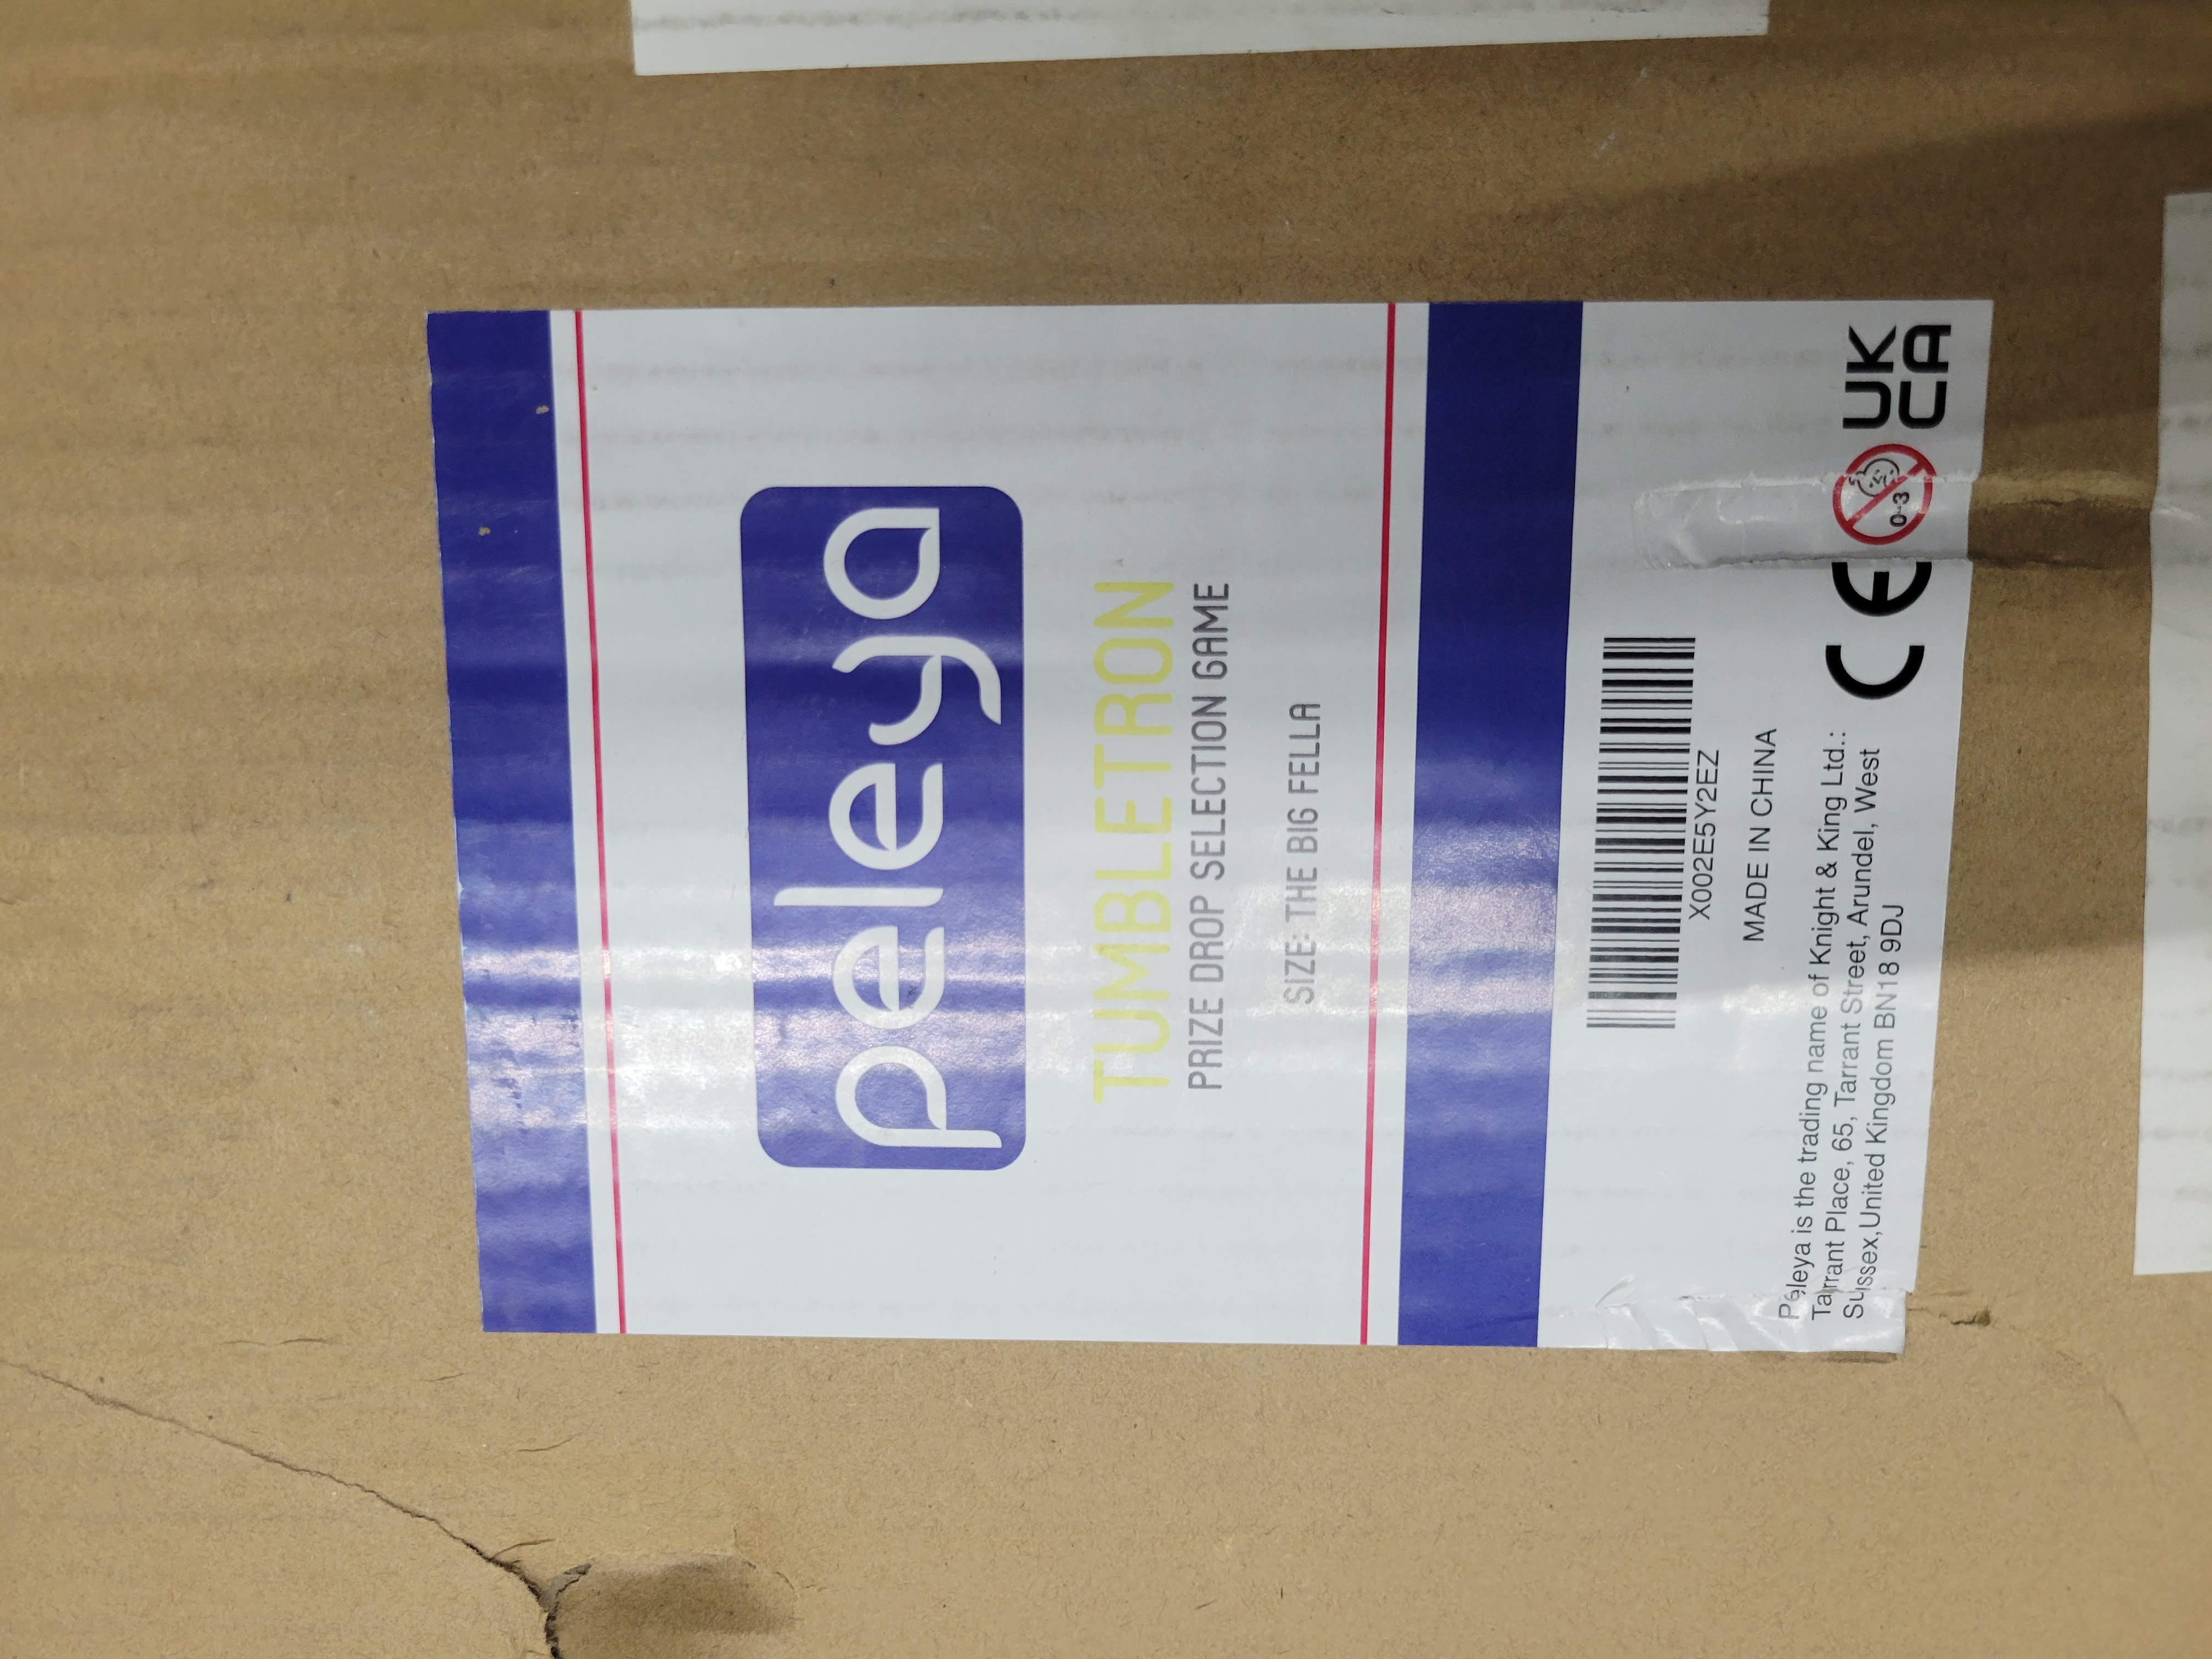 peleya
TUMBLETRON
PRIZE DROP SELECTION GAME
SIZE: THE BIG FELLA
X002E5Y2EZ
MADE IN CHINA
Peleya is the trading name of Knight & King Ltd.:
Tarrant Place, 65, Tarrant Street, Arundel, West
Sussex,United Kingdom BN18 9DJ
CE
0-3
UK
CA